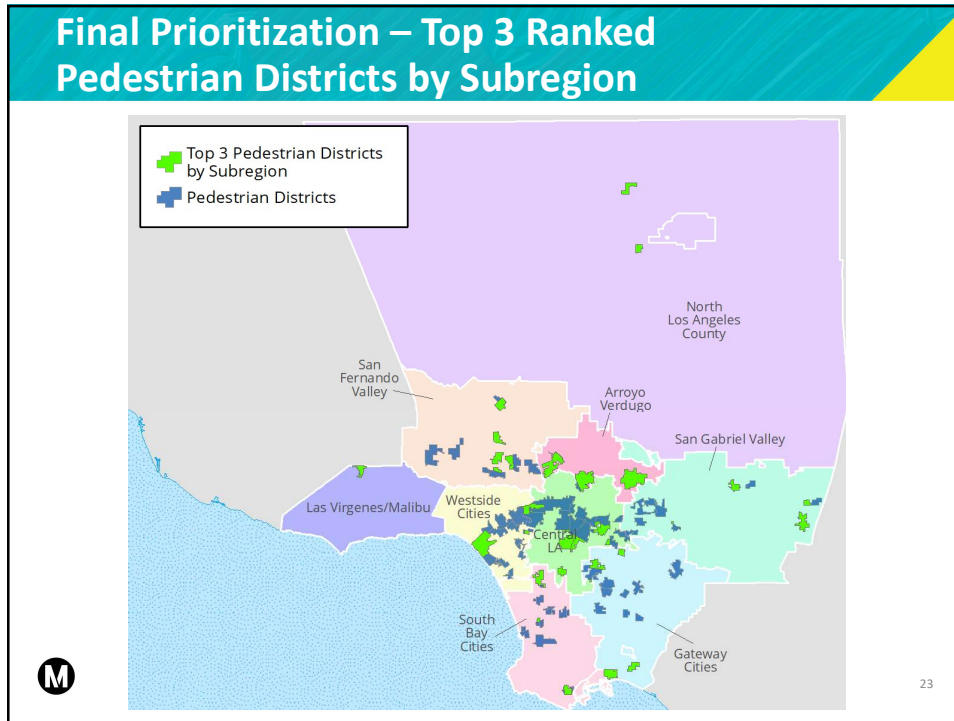 Final Prioritization – Top 3 Ranked
Pedestrian Districts by Subregion
Top 3 Pedestrian Districts
by Subregion
Pedestrian Districts
North
Los Angeles
County
San
Fernando
Valley
Arroyo
Verdugo
San Gabriel Valley
Las Virgenes/Malibu
Westside
Cities
Central
LA
South
Bay
Cities
Gateway
Cities
M
23